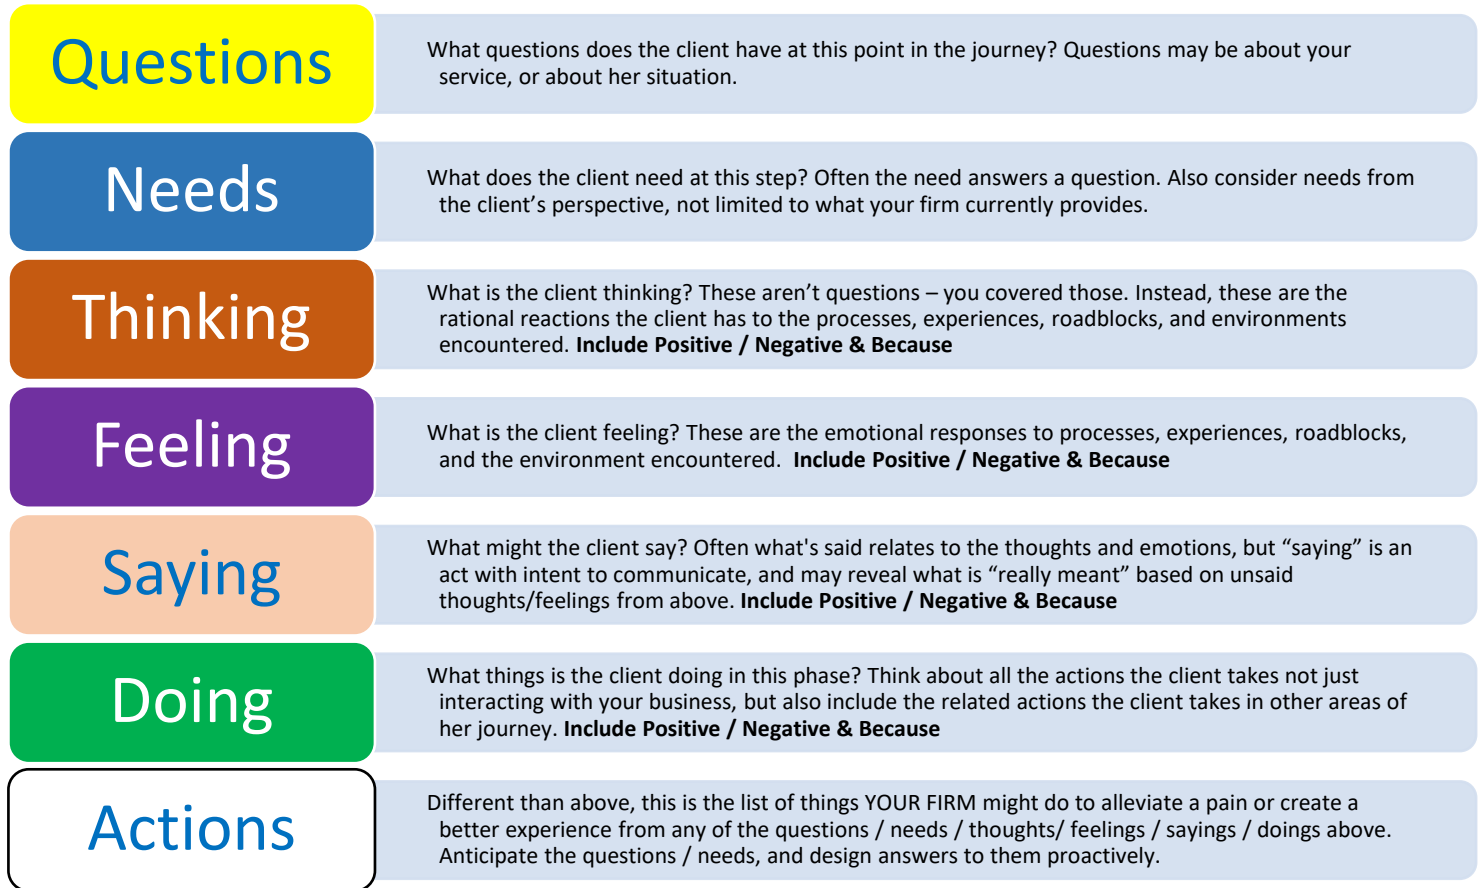 Questions
What questions does the client have at this point in the journey? Questions may be about your
service, or about her situation.
Needs
What does the client need at this step? Often the need answers a question. Also consider needs from
the client’s perspective, not limited to what your firm currently provides.
Thinking
What is the client thinking? These aren’t questions – you covered those. Instead, these are the
rational reactions the client has to the processes, experiences, roadblocks, and environments
encountered. Include Positive / Negative & Because
Feeling
What is the client feeling? These are the emotional responses to processes, experiences, roadblocks,
and the environment encountered. Include Positive / Negative & Because
Saying
What might the client say? Often what's said relates to the thoughts and emotions, but “saying” is an
act with intent to communicate, and may reveal what is “really meant” based on unsaid
thoughts/feelings from above. Include Positive / Negative & Because
Doing
What things is the client doing in this phase? Think about all the actions the client takes not just
interacting with your business, but also include the related actions the client takes in other areas of
her journey. Include Positive / Negative & Because
Actions
Different than above, this is the list of things YOUR FIRM might do to alleviate a pain or create a
better experience from any of the questions / needs / thoughts/ feelings / sayings / doings above.
Anticipate the questions / needs, and design answers to them proactively.